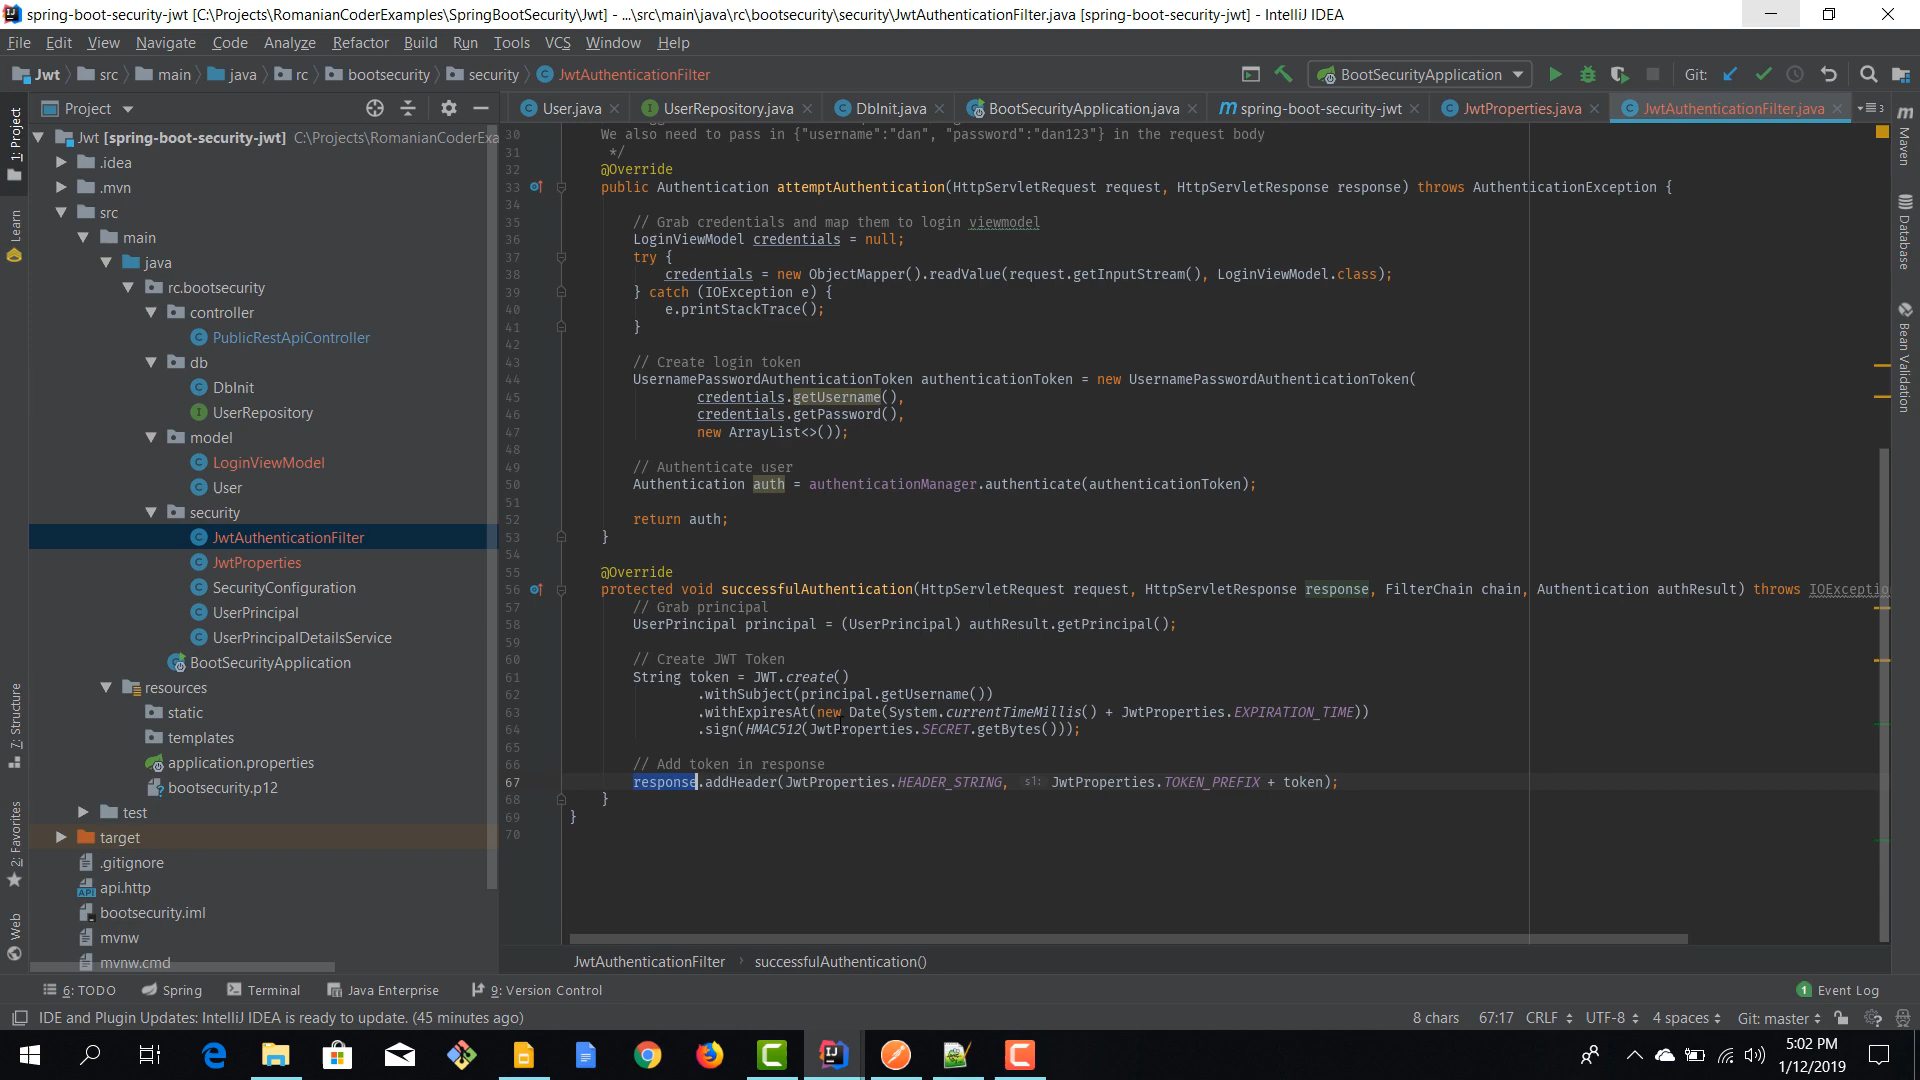 spring-boot-security-jwt [C:\Projects\RomanianCoderExamples\SpringBootSecurity\Jwt] - ...\src\main\java\rc\bootsecurity\security\JwtAuthenticationFilter.java [spring-boot-security-jwt] - IntelliJ IDEA
File Edit View Navigate Code Analyze Refactor Build Run Tools VCS Window Help
Jwt src main java rc bootsecurity security JwtAuthenticationFilter BootSecurityApplication Git:
Project User.java UserRepository.java DbInit.java BootSecurityApplication.java spring-boot-security-jwt JwtProperties.java JwtAuthenticationFilter.java 3
1: Project
Learn
7: Structure
2: Favorites
Web
Jwt [spring-boot-security-jwt] C:\Projects\RomanianCoderExa
.idea
.mvn
src
main
java
rc.bootsecurity
controller
PublicRestApiController
db
DbInit
UserRepository
model
LoginViewModel
User
security
JwtAuthenticationFilter
JwtProperties
SecurityConfiguration
UserPrincipal
UserPrincipalDetailsService
BootSecurityApplication
resources
static
templates
application.properties
bootsecurity.p12
test
target
.gitignore
api.http
bootsecurity.iml
mvnw
mvnw.cmd
30 We also need to pass in {"username":"dan", "password":"dan123"} in the request body
31 */
32 @Override
33 public Authentication attemptAuthentication(HttpServletRequest request, HttpServletResponse response) throws AuthenticationException {
34
35 // Grab credentials and map them to login viewmodel
36 LoginViewModel credentials = null;
37 try {
38 credentials = new ObjectMapper().readValue(request.getInputStream(), LoginViewModel.class);
39 } catch (IOException e) {
40 e.printStackTrace();
41 }
42
43 // Create login token
44 UsernamePasswordAuthenticationToken authenticationToken = new UsernamePasswordAuthenticationToken(
45 credentials.getUsername(),
46 credentials.getPassword(),
47 new ArrayList<>());
48
49 // Authenticate user
50 Authentication auth = authenticationManager.authenticate(authenticationToken);
51
52 return auth;
53 }
54
55 @Override
56 protected void successfulAuthentication(HttpServletRequest request, HttpServletResponse response, FilterChain chain, Authentication authResult) throws IOExceptio
57 // Grab principal
58 UserPrincipal principal = (UserPrincipal) authResult.getPrincipal();
59
60 // Create JWT Token
61 String token = JWT.create()
62 .withSubject(principal.getUsername())
63 .withExpiresAt(new Date(System.currentTimeMillis() + JwtProperties.EXPIRATION_TIME))
64 .sign(HMAC512(JwtProperties.SECRET.getBytes()));
65
66 // Add token in response
67 response.addHeader(JwtProperties.HEADER_STRING, s1: JwtProperties.TOKEN_PREFIX + token);
68 }
69 }
70
Maven
Database
Bean Validation
JwtAuthenticationFilter successfulAuthentication()
6: TODO Spring Terminal Java Enterprise 9: Version Control 1 Event Log
IDE and Plugin Updates: IntelliJ IDEA is ready to update. (45 minutes ago) 8 chars 67:17 CRLF UTF-8 4 spaces Git: master
5:02 PM
1/12/2019